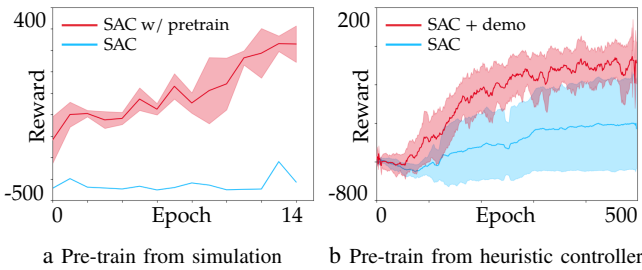 400
SAC w/ pretrain
SAC
Reward
-500
0
Epoch
14
a Pre-train from simulation
200
SAC + demo
SAC
Reward
-800
0
Epoch
500
b Pre-train from heuristic controller